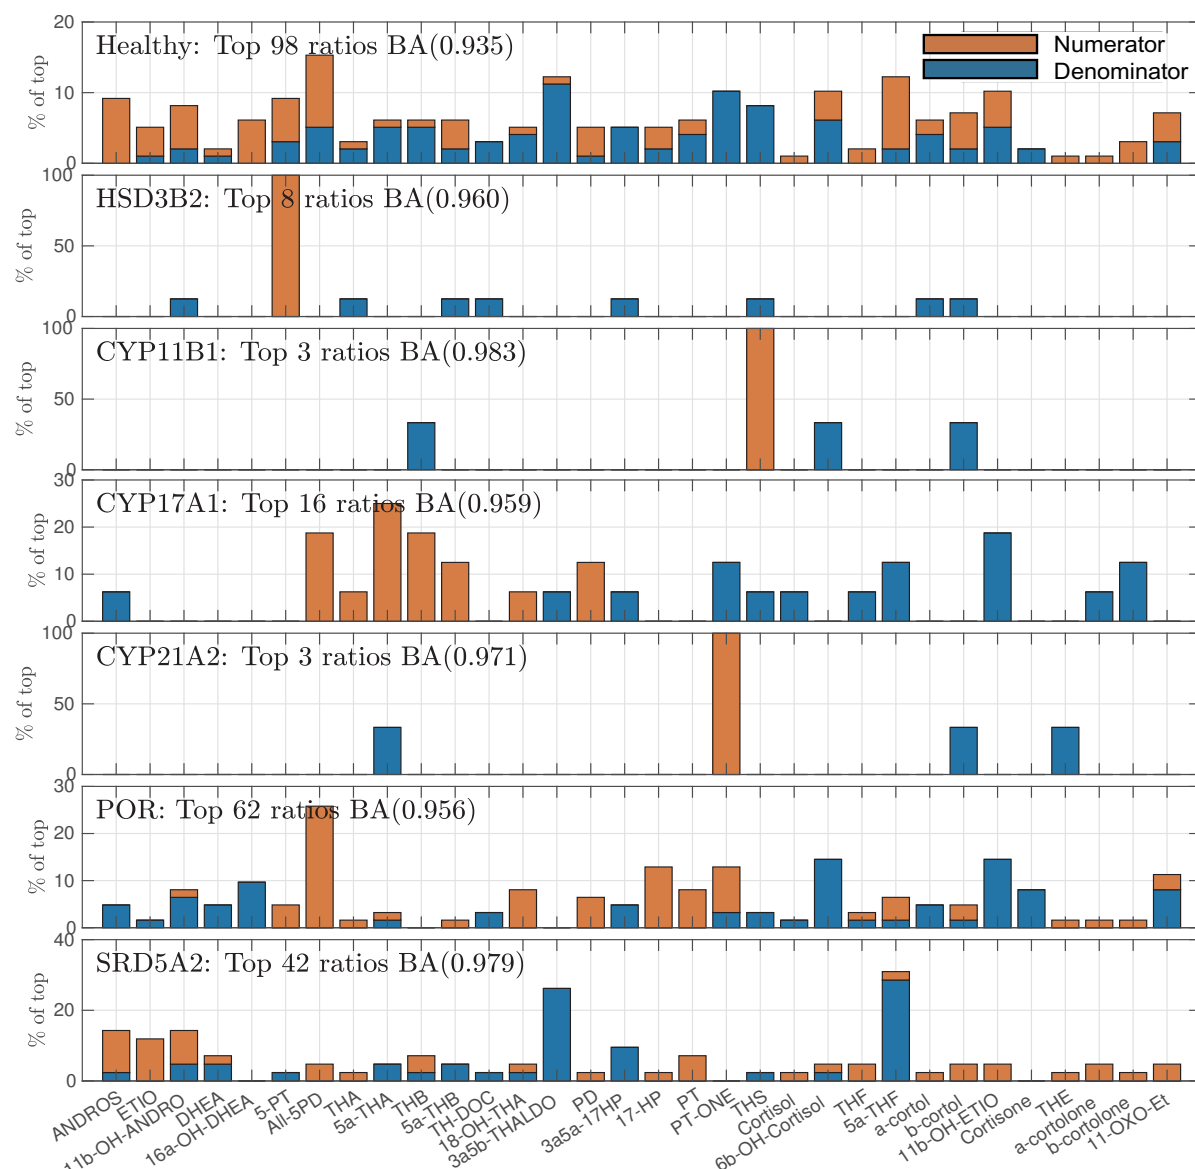 Healthy: Top 98 ratios BA(0.935)
Numerator
Denominator
% of top
20
10
0
HSD3B2: Top 8 ratios BA(0.960)
% of top
100
50
0
CYP11B1: Top 3 ratios BA(0.983)
% of top
100
50
0
CYP17A1: Top 16 ratios BA(0.959)
% of top
30
20
10
0
CYP21A2: Top 3 ratios BA(0.971)
% of top
100
50
0
POR: Top 62 ratios BA(0.956)
% of top
30
20
10
0
SRD5A2: Top 42 ratios BA(0.979)
% of top
40
20
0
ANDROS
ETIO
11b-OH-ANDRO
DHEA
16a-OH-DHEA
5-PT
All-5PD
THA
5a-THA
THB
5a-THB
TH-DOC
18-OH-THA
3a5b-THALDO
PD
3a5a-17HP
17-HP
PT
PT-ONE
THS
Cortisol
6b-OH-Cortisol
THF
5a-THF
a-cortol
b-cortol
11b-OH-ETIO
Cortisone
THE
a-cortolone
b-cortolone
11-OXO-Et